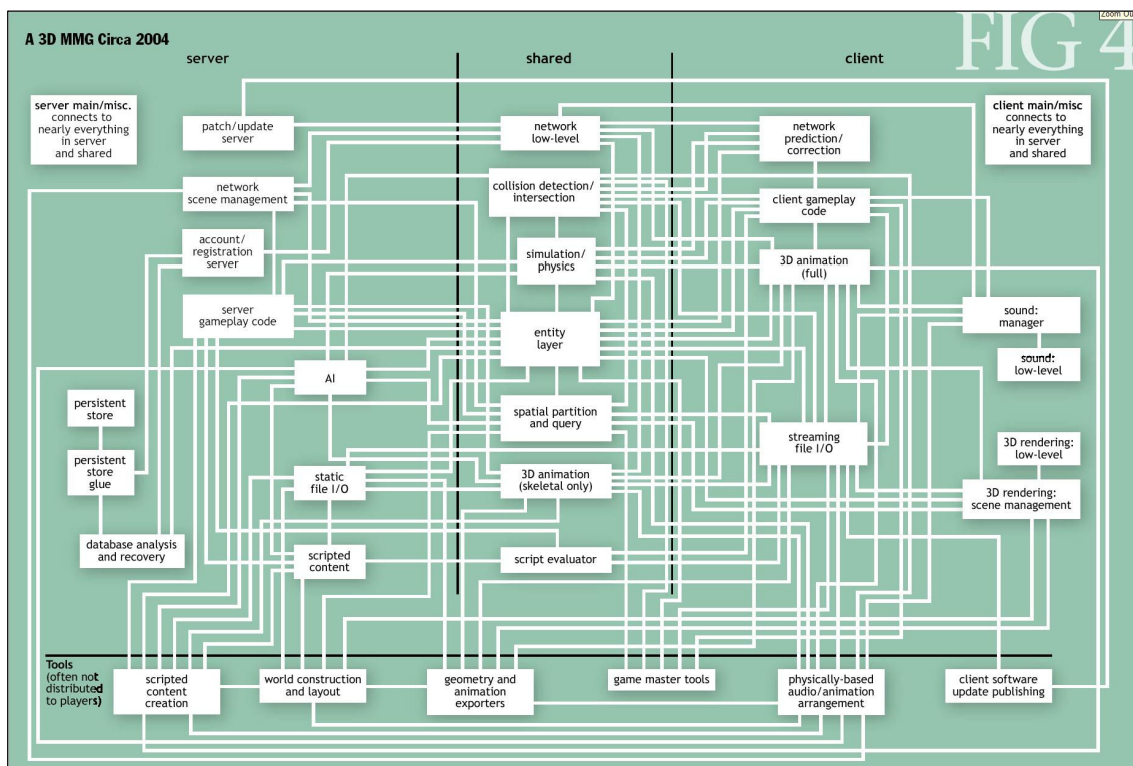 Zoom Ou
FIG 4
A 3D MMG Circa 2004
server
shared
client
server main/misc.
connects to
nearly everything
in server
and shared
patch/update
server
network
low-level
network
prediction/
correction
client main/misc
connects to
nearly everything
in server
and shared
network
scene management
collision detection/
intersection
client gameplay
code
account/
registration
server
simulation/
physics
3D animation
(full)
server
gameplay code
entity
layer
sound:
manager
sound:
low-level
AI
persistent
store
spatial partition
and query
streaming
file I/O
3D rendering:
low-level
persistent
store
glue
static
file I/O
3D animation
(skeletal only)
3D rendering:
scene management
database analysis
and recovery
scripted
content
script evaluator
Tools
(often not
distributed
to players)
scripted
content
creation
world construction
and layout
geometry and
animation
exporters
game master tools
physically-based
audio/animation
arrangement
client software
update publishing